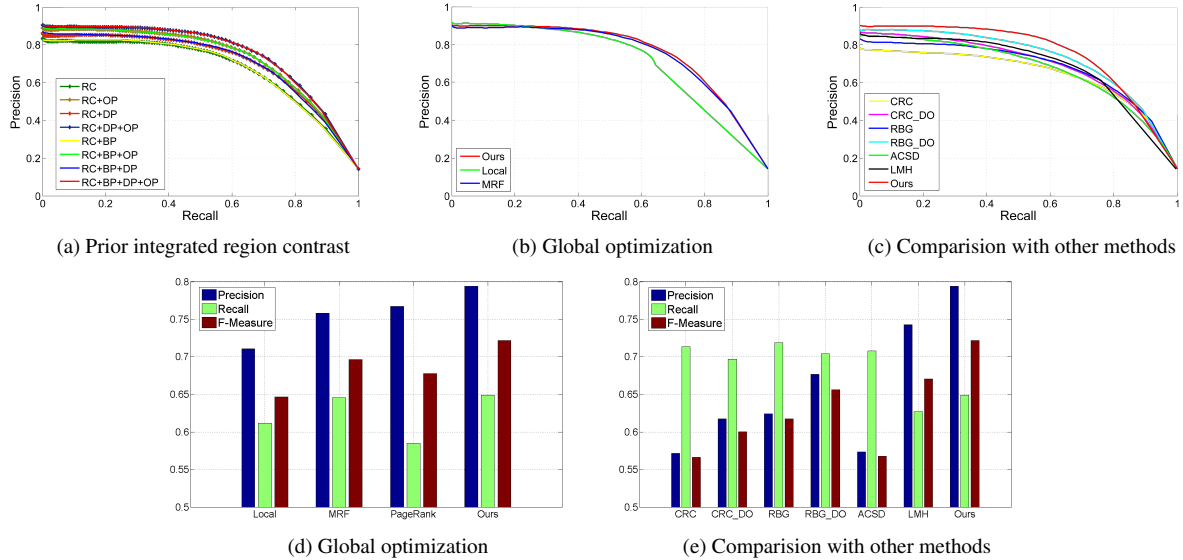 1
0.8
0.6
0.4
0.2
0
0 0.2 0.4 0.6 0.8 1
Precision
Recall
RC
RC+OP
RC+DP
RC+DP+OP
RC+BP
RC+BP+OP
RC+BP+DP
RC+BP+DP+OP
(a) Prior integrated region contrast
1
0.8
0.6
0.4
0.2
0
0 0.2 0.4 0.6 0.8 1
Precision
Recall
Ours
Local
MRF
(b) Global optimization
1
0.8
0.6
0.4
0.2
0
0 0.2 0.4 0.6 0.8 1
Precision
Recall
CRC
CRC_DO
RBG
RBG_DO
ACSD
LMH
Ours
(c) Comparision with other methods
0.8
0.75
0.7
0.65
0.6
0.55
0.5
Precision
Recall
F-Measure
Local MRF PageRank Ours
(d) Global optimization
0.8
0.75
0.7
0.65
0.6
0.55
0.5
Precision
Recall
F-Measure
CRC CRC_DO RBG RBG_DO ACSD LMH Ours
(e) Comparision with other methods